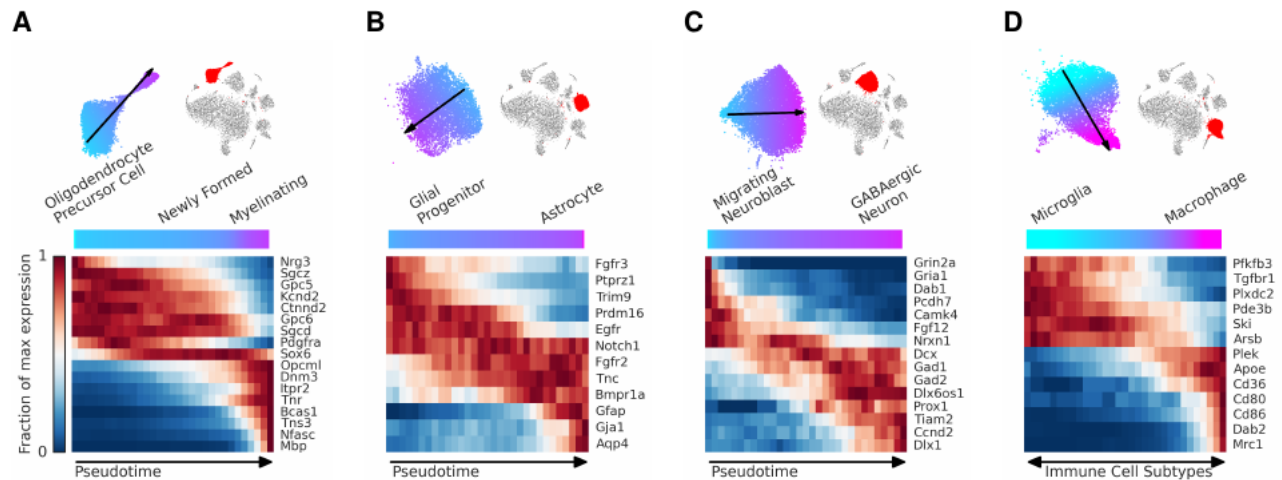 A
B
C
D
Oligodendrocyte
Precursor Cell
Newly Formed
Myelinating
Glial
Progenitor
Astrocyte
Migrating
Neuroblast
GABAergic
Neuron
Microglia
Macrophage
Fraction of max expression
1
0
Nrg3
Sgcz
Gpc5
Kcnd2
Ctnnd2
Gpc6
Sgcd
Pdgfra
Sox6
Opcml
Dnm3
Itpr2
Tnr
Bcas1
Tns3
Nfasc
Mbp
Pseudotime
Fgfr3
Ptprz1
Trim9
Prdm16
Egfr
Notch1
Fgfr2
Tnc
Bmpr1a
Gfap
Gja1
Aqp4
Pseudotime
Grin2a
Gria1
Dab1
Pcdh7
Camk4
Fgf12
Nrxn1
Dcx
Gad1
Gad2
Dlx6os1
Prox1
Tiam2
Ccnd2
Dlx1
Pseudotime
Pfkfb3
Tgfbr1
Plxdc2
Pde3b
Ski
Arsb
Plek
Apoe
Cd36
Cd80
Cd86
Dab2
Mrc1
Immune Cell Subtypes